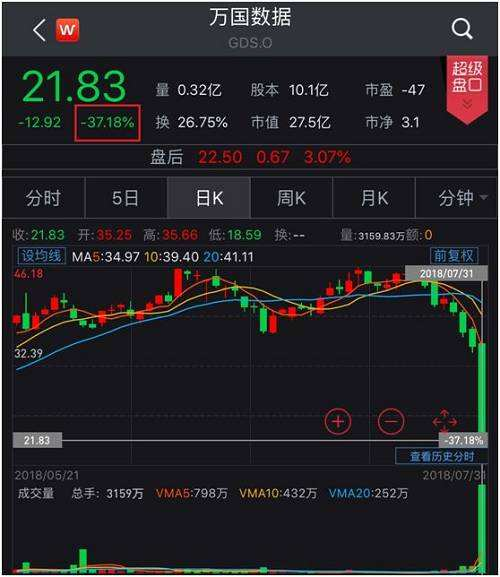 万国数据
W
GDS.O
21.83
-12.92 -37.18%
量 0.32亿 股本 10.1亿 市盈 -47
换 26.75% 市值 27.5亿 市净 3.1
超级
盘口
盘后 22.50 0.67 3.07%
分时 5日 日K 周K 月K 分钟
收:21.83 开:35.25 高:35.66 低:18.59 换:-- 量:3159.83万 额:0
设均线 MA5:34.97 10:39.40 20:41.11 前复权
46.18 2018/07/31
32.39
21.83 -37.18%
查看历史分时
2018/05/21 2018/07/31
成交量 总手: 3159万 VMA5:798万 VMA10:432万 VMA20:252万